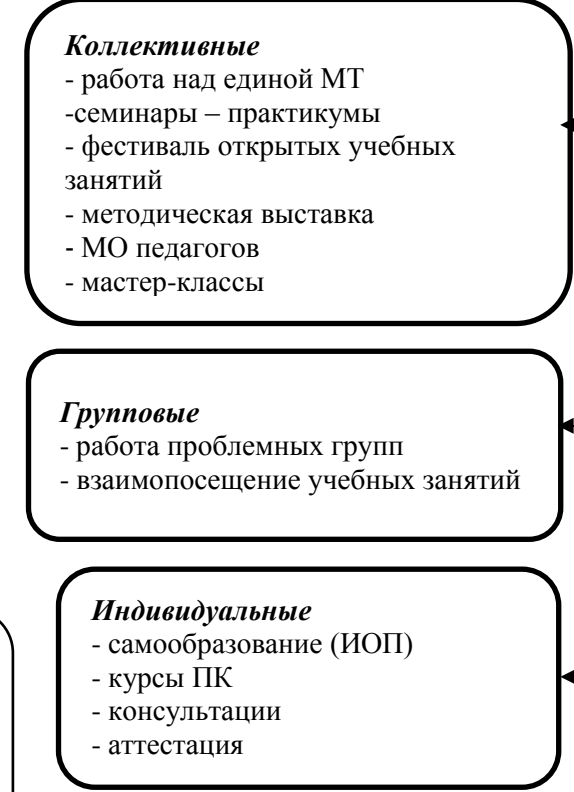 Коллективные
- работа над единой МТ
-семинары – практикумы
- фестиваль открытых учебных
занятий
- методическая выставка
- МО педагогов
- мастер-классы
Групповые
- работа проблемных групп
- взаимопосещение учебных занятий
Индивидуальные
- самообразование (ИОП)
- курсы ПК
- консультации
- аттестация